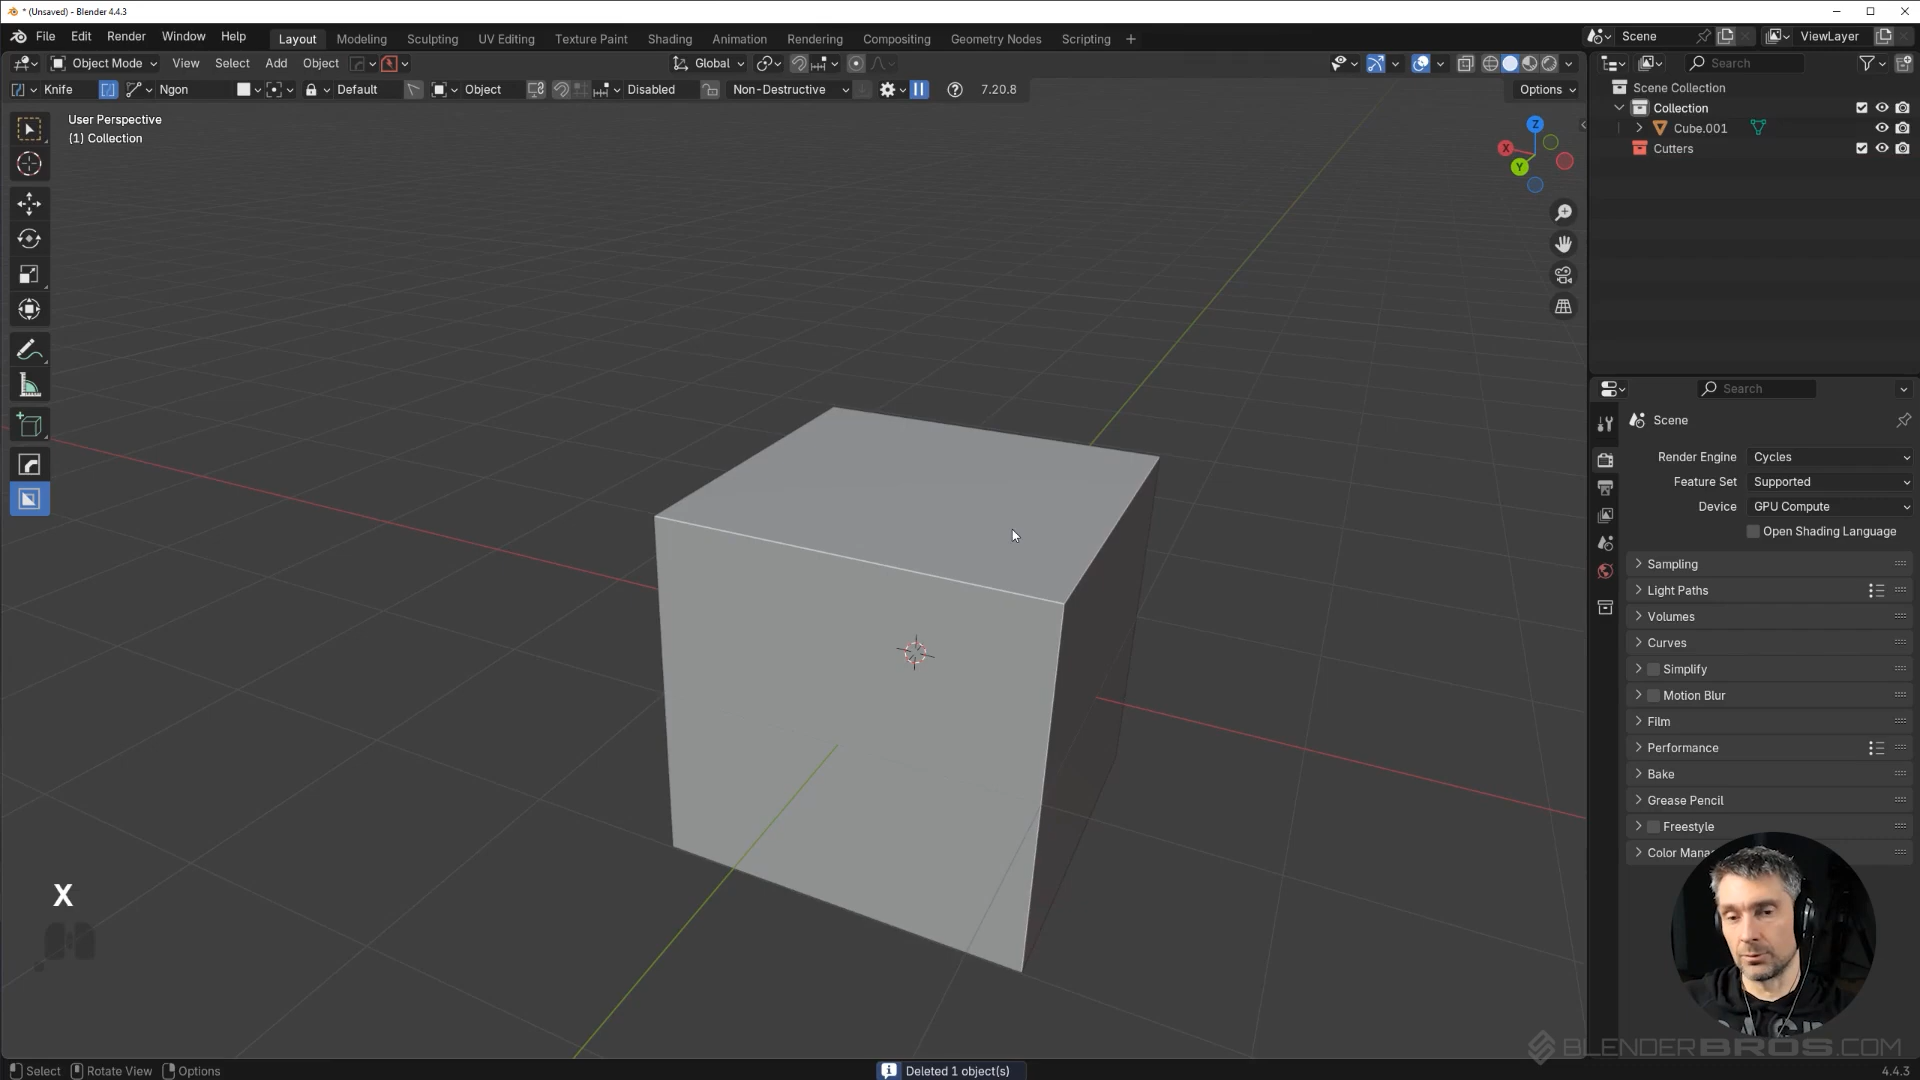 * (Unsaved) - Blender 4.4.3
File Edit Render Window Help Layout Modeling Sculpting UV Editing Texture Paint Shading Animation Rendering Compositing Geometry Nodes Scripting + Scene ViewLayer
Object Mode View Select Add Object Global Search
Knife Ngon Default Object Disabled Non-Destructive 7.20.8 Options
Scene Collection
Collection
Cube.001
Cutters
User Perspective
(1) Collection
Z
X
Y
Search
Scene
Render Engine Cycles
Feature Set Supported
Device GPU Compute
Open Shading Language
Sampling
Light Paths
Volumes
Curves
Simplify
Motion Blur
Film
Performance
Bake
Grease Pencil
Freestyle
Color Mana
X
BLENDERBROS.COM
Select Rotate View Options Deleted 1 object(s) 4.4.3